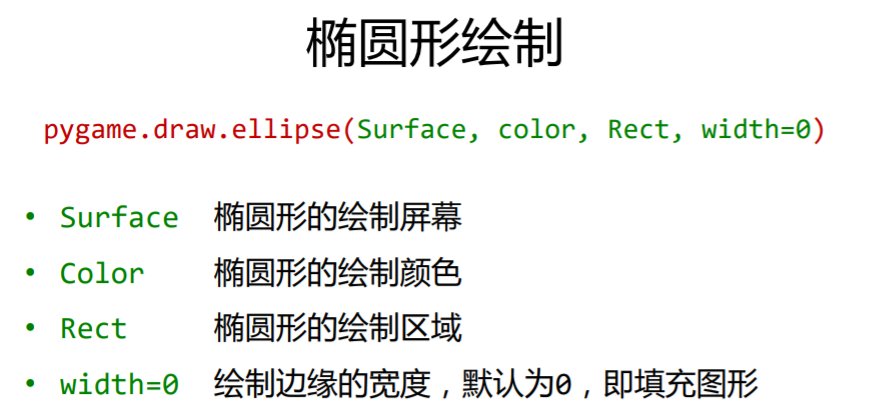 椭圆形绘制
pygame.draw.ellipse(Surface, color, Rect, width=0)
• Surface 椭圆形的绘制屏幕
• Color 椭圆形的绘制颜色
• Rect 椭圆形的绘制区域
• width=0 绘制边缘的宽度，默认为0，即填充图形